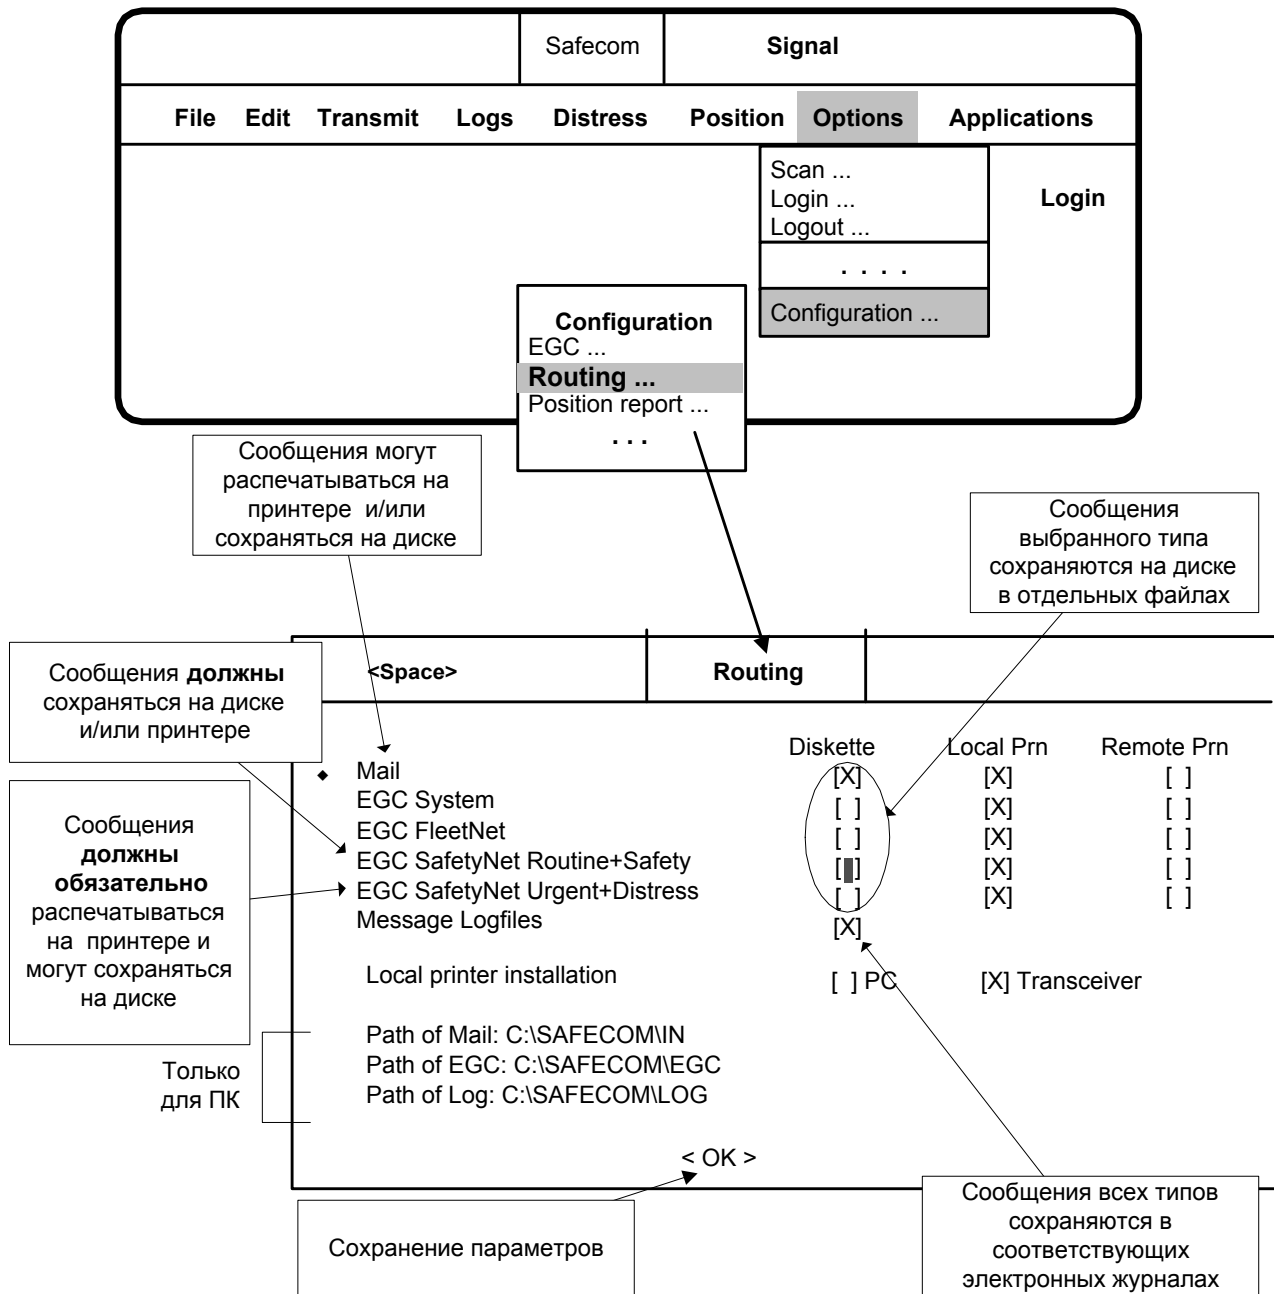 Safecom Signal
File Edit Transmit Logs Distress Position Options Applications
Scan ...
Login ...
Logout ...
. . . .
Configuration ...
Login
Configuration
EGC ...
Routing ...
Position report ...
. . .
Сообщения могут
распечатываться на
принтере и/или
сохраняться на диске
Сообщения
выбранного типа
сохраняются на диске
в отдельных файлах
Сообщения должны
сохраняться на диске
и/или принтере
<Space> Routing
Diskette Local Prn Remote Prn
Mail [X] [X] [ ]
EGC System [ ] [X] [ ]
EGC FleetNet [ ] [X] [ ]
EGC SafetyNet Routine+Safety [ ] [X] [ ]
EGC SafetyNet Urgent+Distress [ ] [X] [ ]
Message Logfiles [X]
Сообщения
должны
обязательно
распечатываться
на принтере и
могут сохраняться
на диске
Local printer installation [ ] PC [X] Transceiver
Path of Mail: C:\SAFECOM\IN
Path of EGC: C:\SAFECOM\EGC
Path of Log: C:\SAFECOM\LOG
Только
для ПК
< OK >
Сохранение параметров
Сообщения всех типов
сохраняются в
соответствующих
электронных журналах